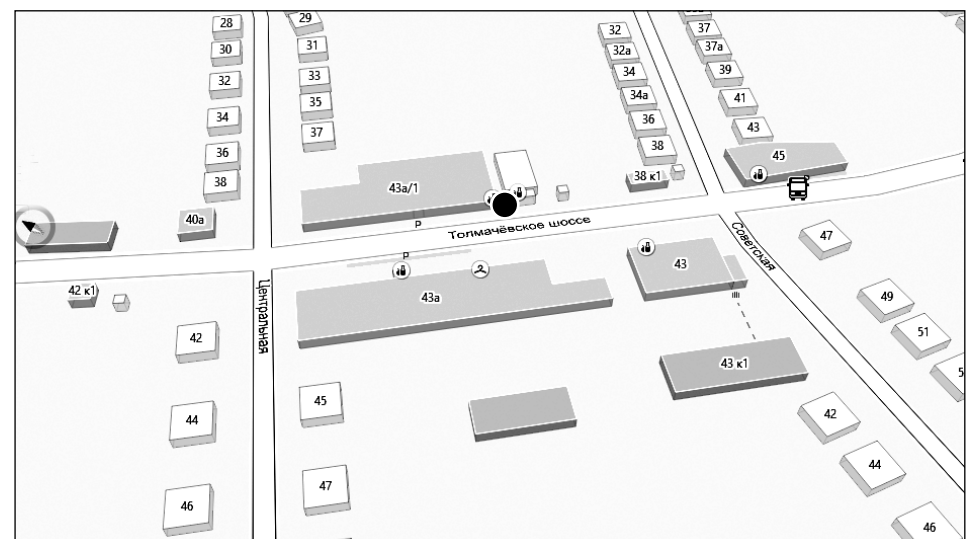 28
29
30
31
32
33
34
35
36
37
38
40а
43а/1
P
Толмачёвское шоссе
32
32а
34
34а
36
38
38 к1
37
37а
39
41
43
45
P
43а
43
Советская
47
49
51
42 к1
Центральная
42
44
46
45
47
43 к1
42
44
46